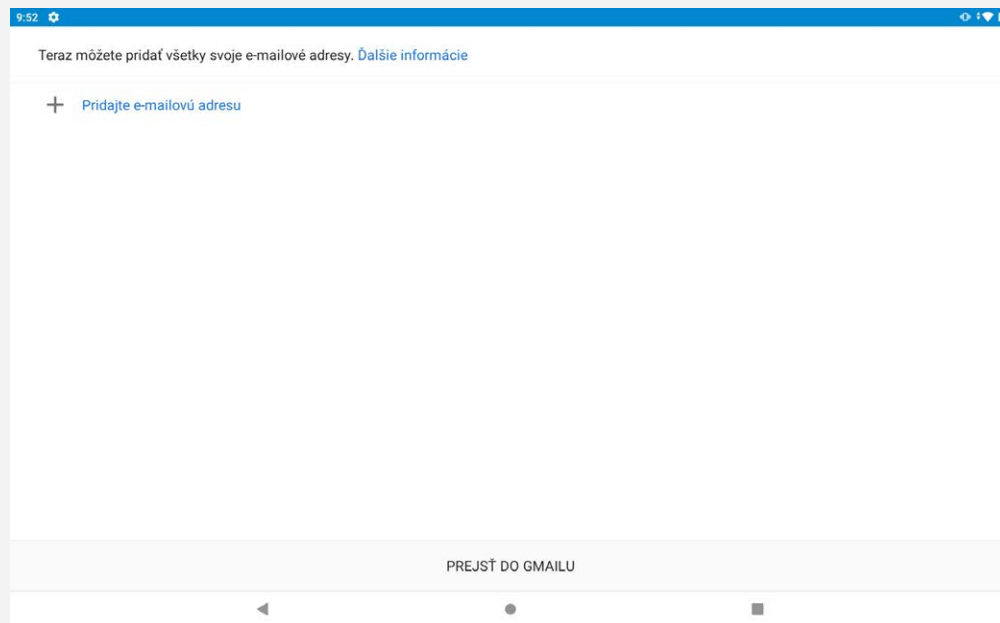 9:52
Teraz môžete pridať všetky svoje e-mailové adresy. Ďalšie informácie
Pridajte e-mailovú adresu
PREJSŤ DO GMAILU